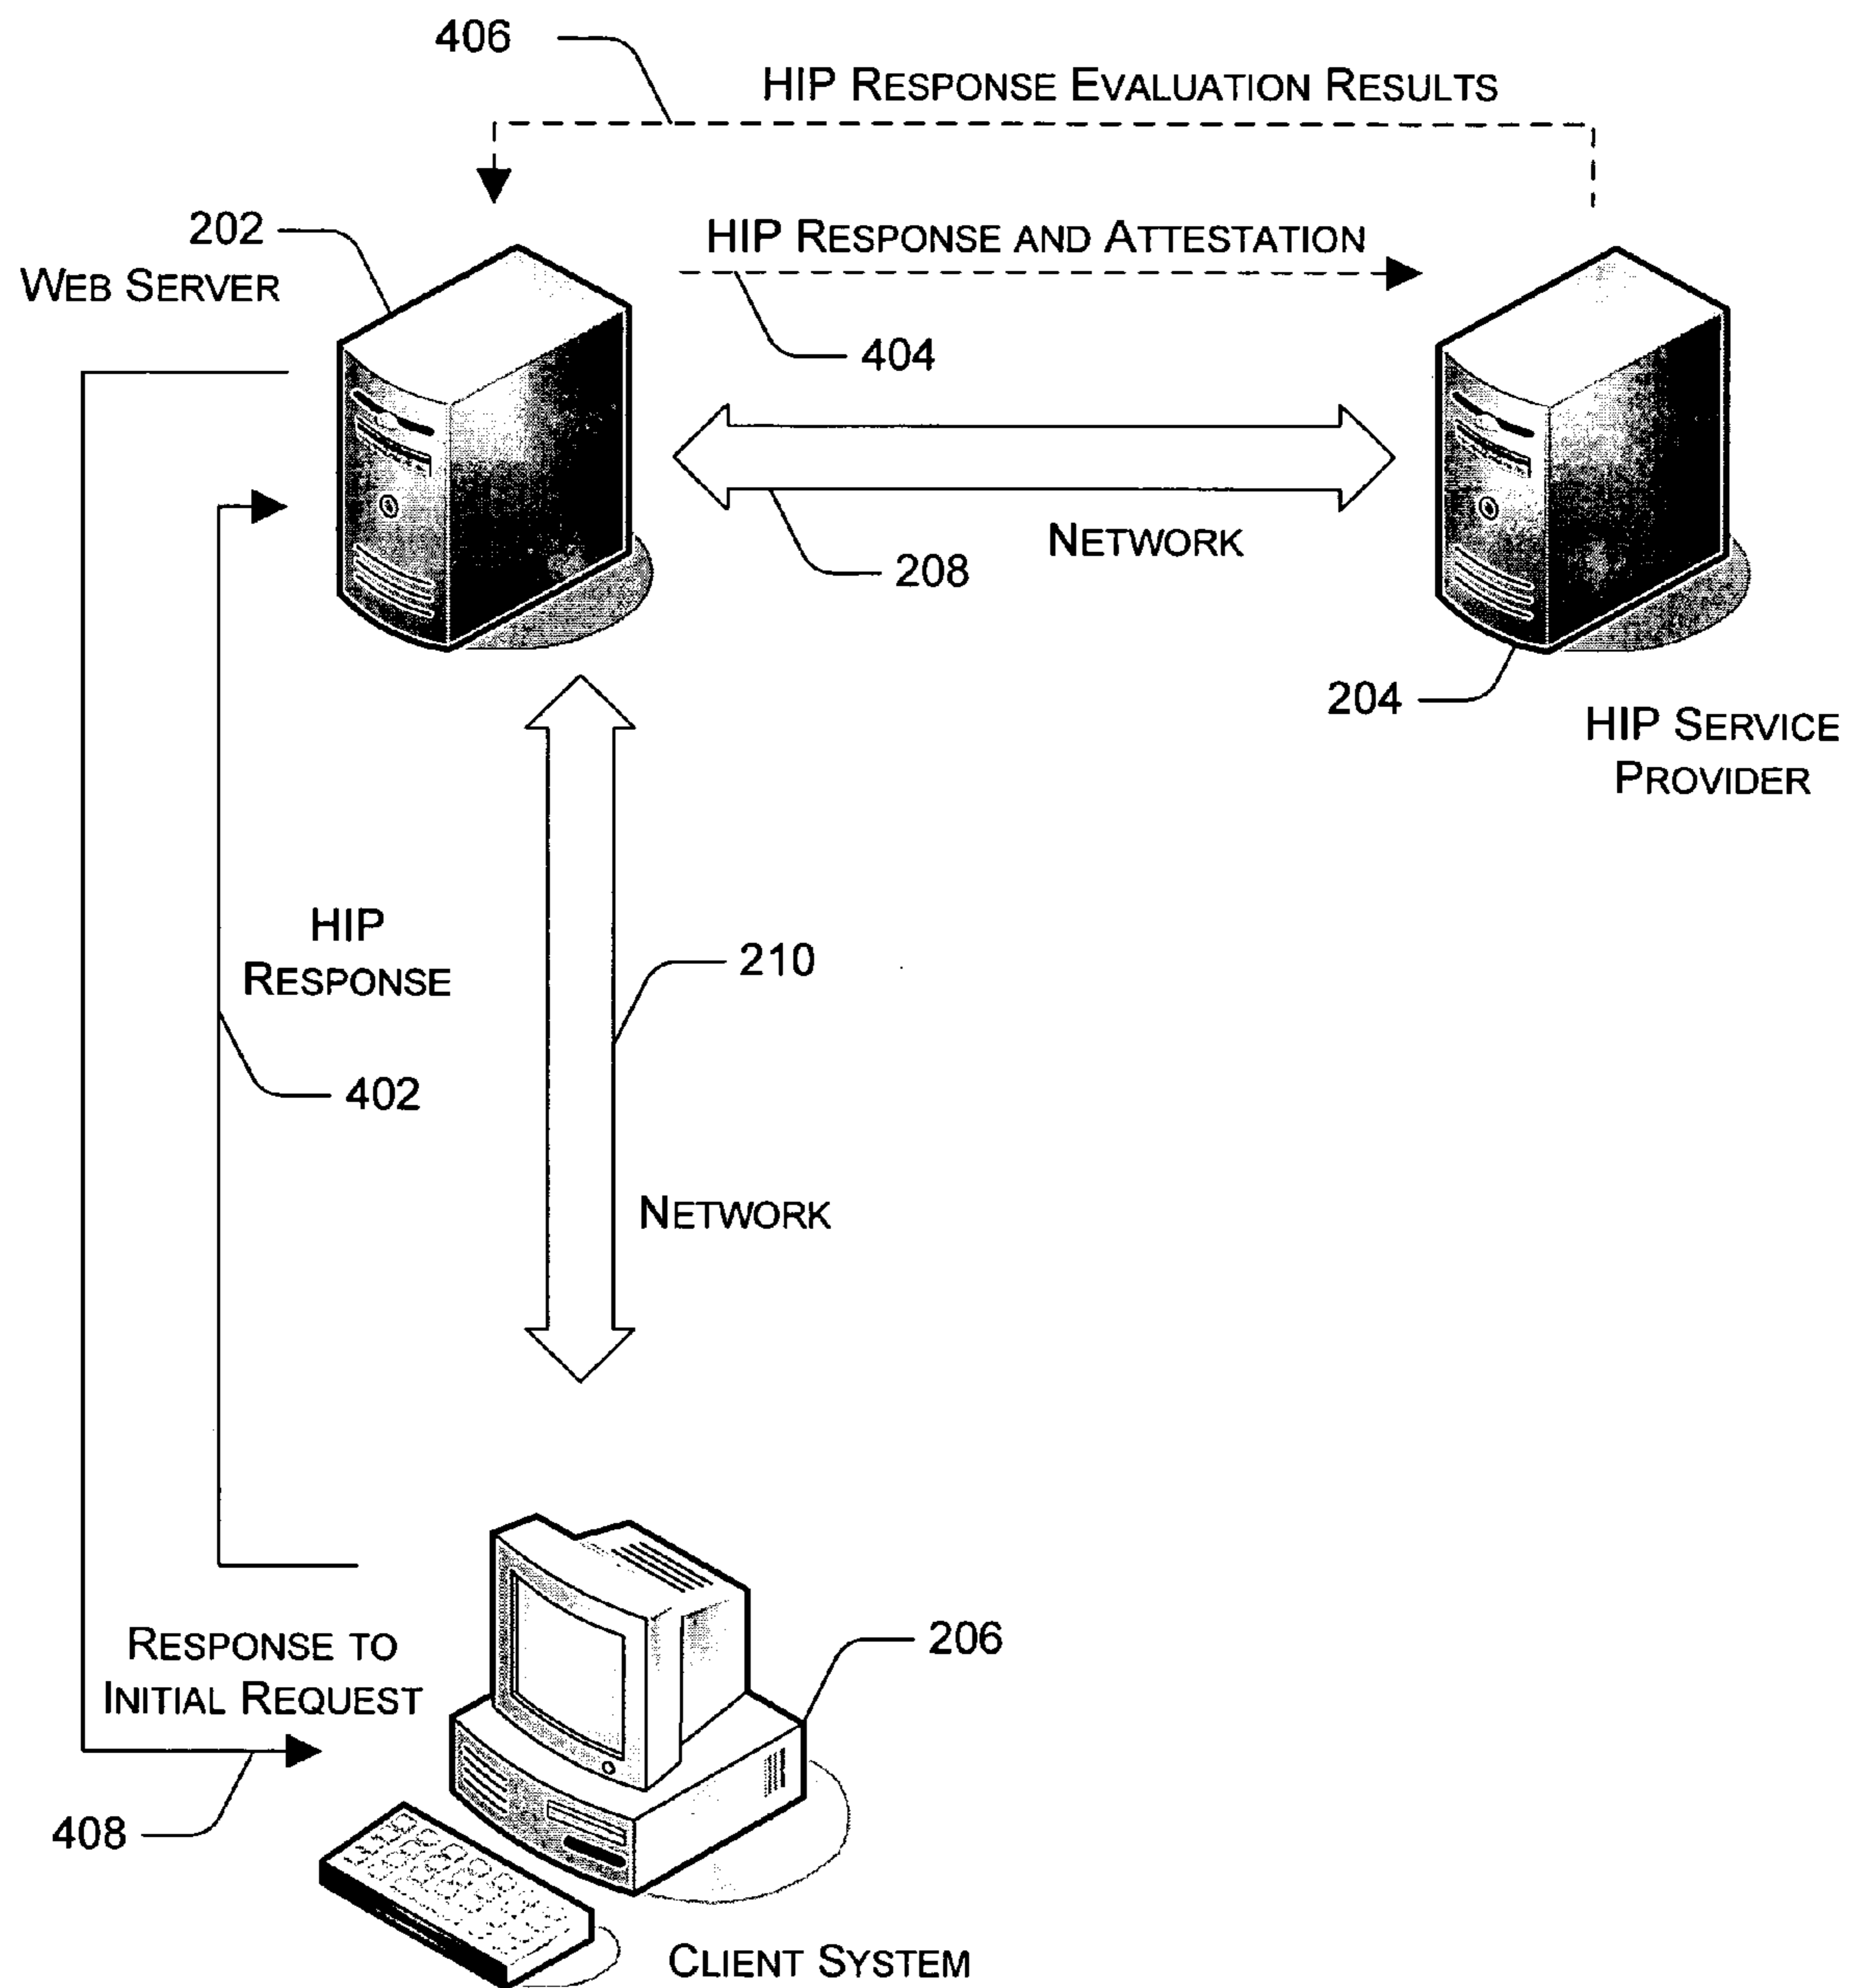 406
HIP RESPONSE EVALUATION RESULTS
202
WEB SERVER
HIP RESPONSE AND ATTESTATION
404
NETWORK
208
204
HIP SERVICE
PROVIDER
HIP
RESPONSE
210
402
NETWORK
RESPONSE TO
INITIAL REQUEST
206
408
CLIENT SYSTEM